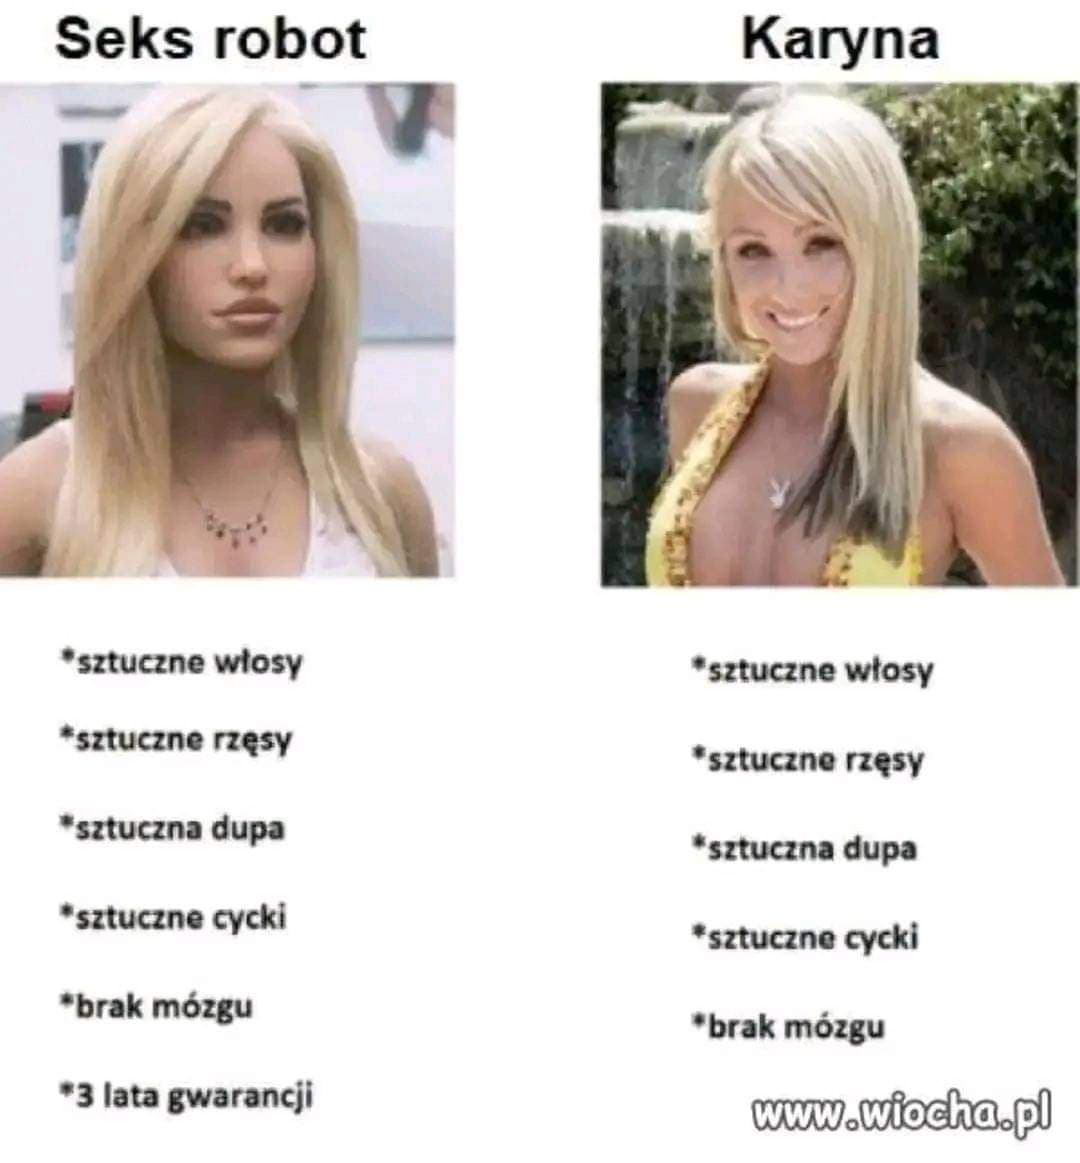 Seks robot
Karyna
*sztuczne włosy
*sztuczne rzęsy
*sztuczna dupa
*sztuczne cycki
*brak mózgu
*3 lata gwarancji
*sztuczne włosy
*sztuczne rzęsy
*sztuczna dupa
*sztuczne cycki
*brak mózgu
www.wiocha.pl